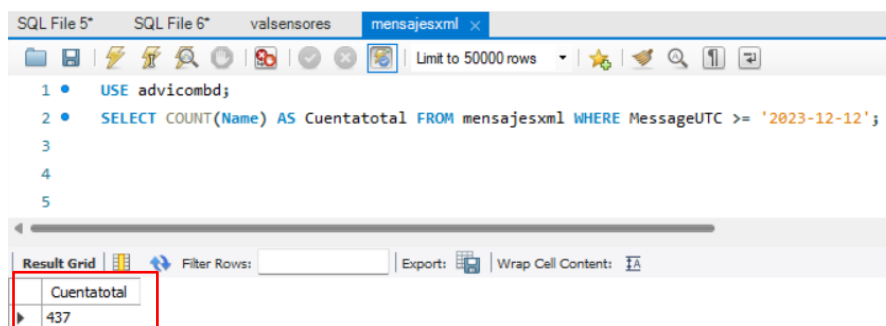 SQL File 5* SQL File 6* valsensores mensajesxml ×
Limit to 50000 rows
1 USE advicombd;
2 SELECT COUNT(Name) AS Cuentatotal FROM mensajesxml WHERE MessageUTC >= '2023-12-12';
3
4
5
Result Grid Filter Rows: Export: Wrap Cell Content: IA
Cuentatotal
437